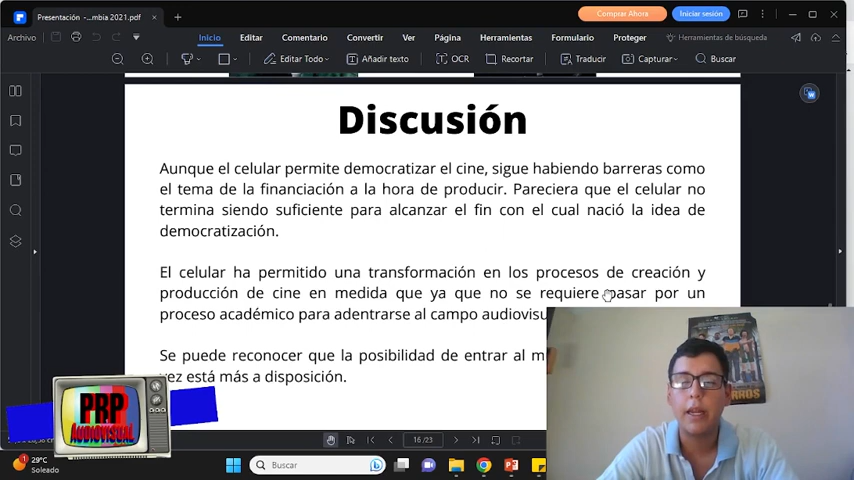 Presentación -...mbia 2021.pdf
Comprar Ahora
Iniciar sesión
Archivo
Inicio
Editar
Comentario
Convertir
Ver
Página
Herramientas
Formulario
Proteger
Herramientas de búsqueda
Editar Todo
Añadir texto
OCR
Recortar
Traducir
Capturar
Buscar
Discusión
Aunque el celular permite democratizar el cine, sigue habiendo barreras como
el tema de la financiación a la hora de producir. Pareciera que el celular no
termina siendo suficiente para alcanzar el fin con el cual nació la idea de
democratización.
El celular ha permitido una transformación en los procesos de creación y
producción de cine en medida que ya que no se requiere pasar por un
proceso académico para adentrarse al campo audiovisu
Se puede reconocer que la posibilidad de entrar al m
vez está más a disposición.
PRP
AUDIOVISUAL
16/23
29°C
Soleado
Buscar